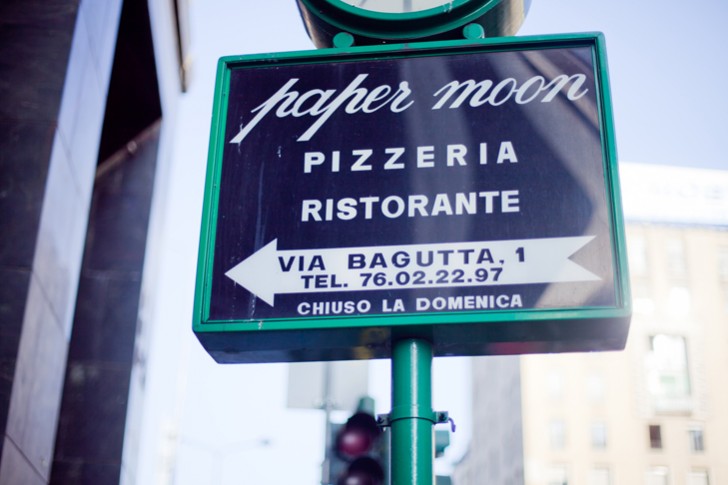 paper moon
PIZZERIA
RISTORANTE
VIA BAGUTTA, 1
TEL. 76.02.22.97
CHIUSO LA DOMENICA